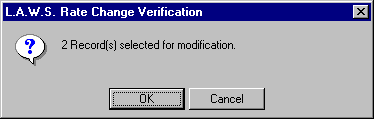 L.A.W.S. Rate Change Verification
2 Record(s) selected for modification.
OK
Cancel